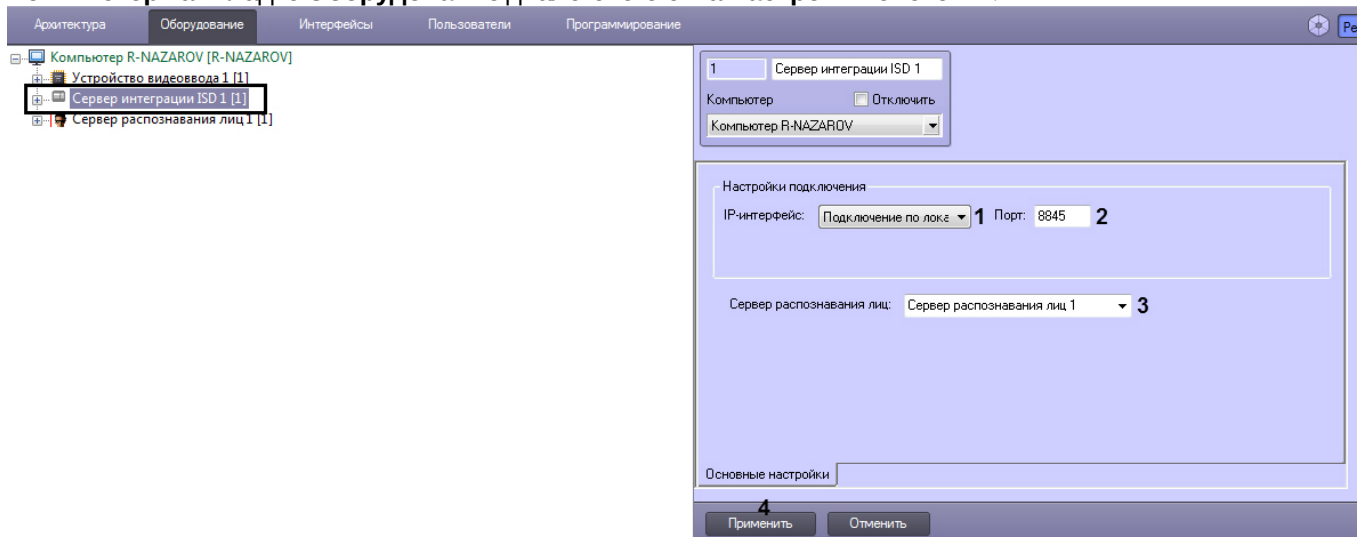 Архитектура Оборудование Интерфейсы Пользователи Программирование
Компьютер R-NAZAROV [R-NAZAROV]
Устройство видеоввода 1 [1]
Сервер интеграции ISD 1 [1]
Сервер распознавания лиц 1 [1]
1 Сервер интеграции ISD 1
Компьютер Отключить
Компьютер R-NAZAROV
Настройки подключения
IP-интерфейс: Подключение по лока 1 Порт: 8845 2
Сервер распознавания лиц: Сервер распознавания лиц 1 3
Основные настройки
4
Применить Отменить